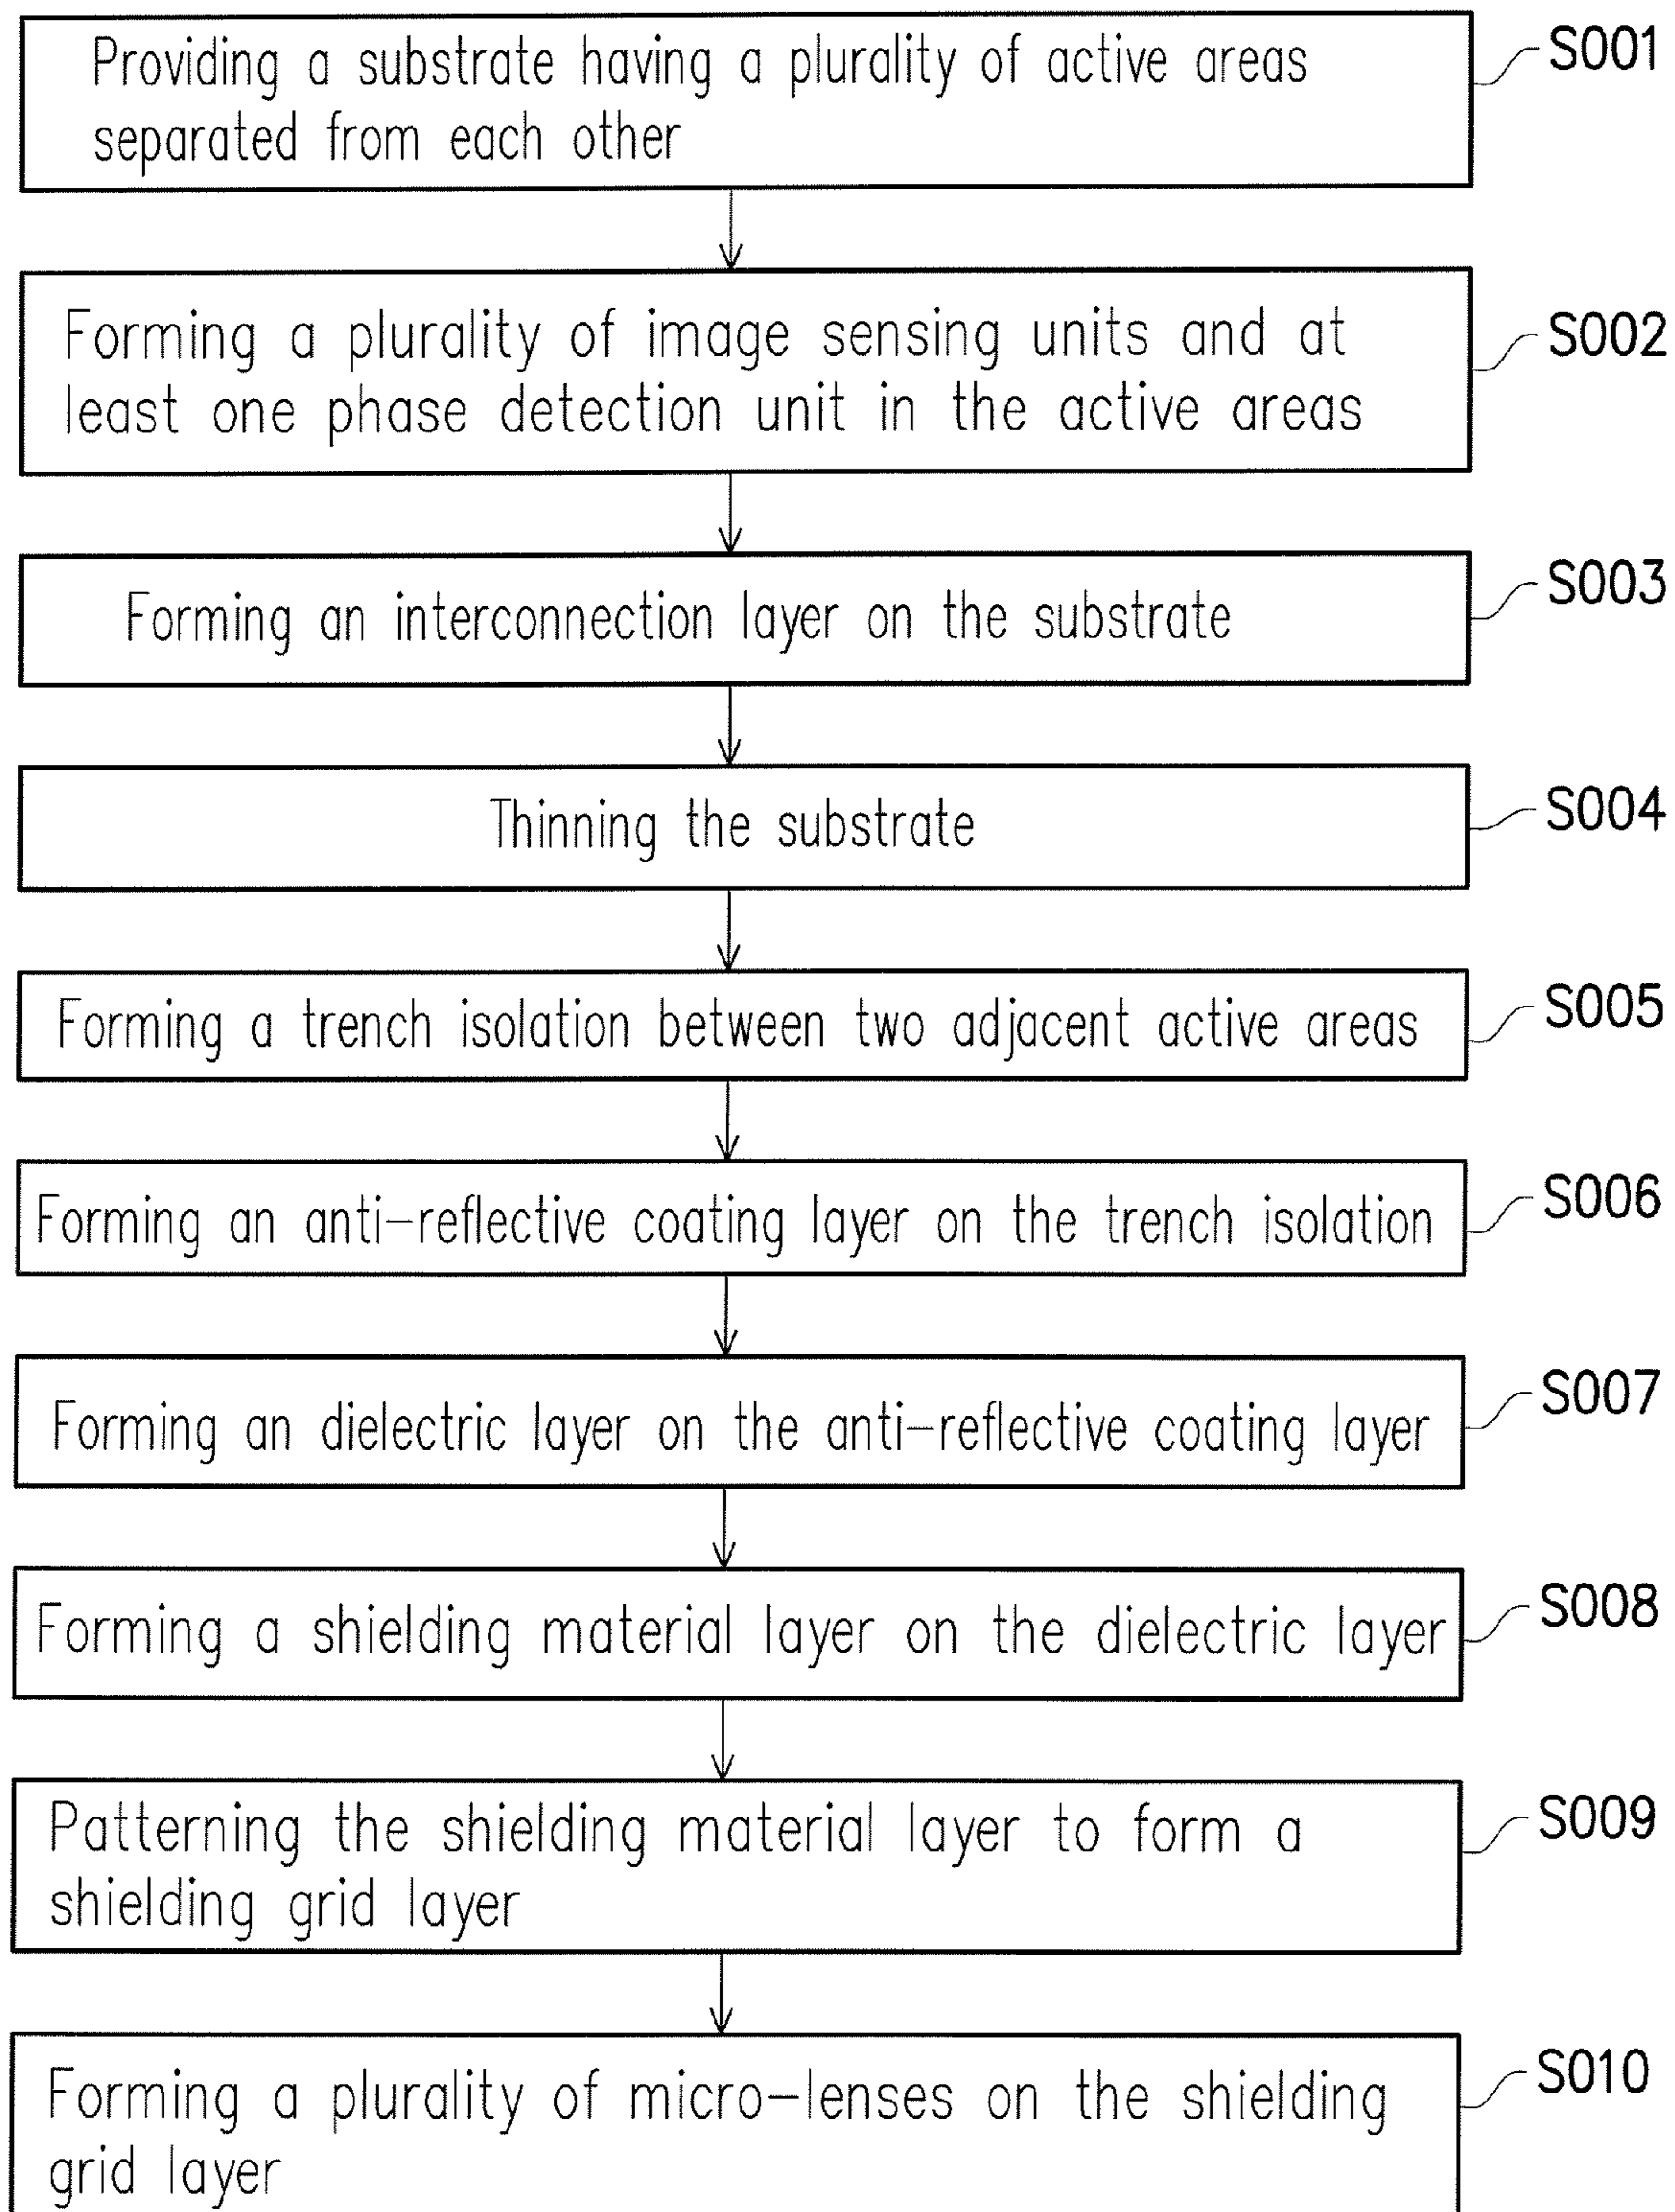 Providing a substrate having a plurality of active areas
separated from each other
S001
Forming a plurality of image sensing units and at
least one phase detection unit in the active areas
S002
Forming an interconnection layer on the substrate
S003
Thinning the substrate
S004
Forming a trench isolation between two adjacent active areas
S005
Forming an anti-reflective coating layer on the trench isolation
S006
Forming an dielectric layer on the anti-reflective coating layer
S007
Forming a shielding material layer on the dielectric layer
S008
Patterning the shielding material layer to form a
shielding grid layer
S009
Forming a plurality of micro-lenses on the shielding
grid layer
S010